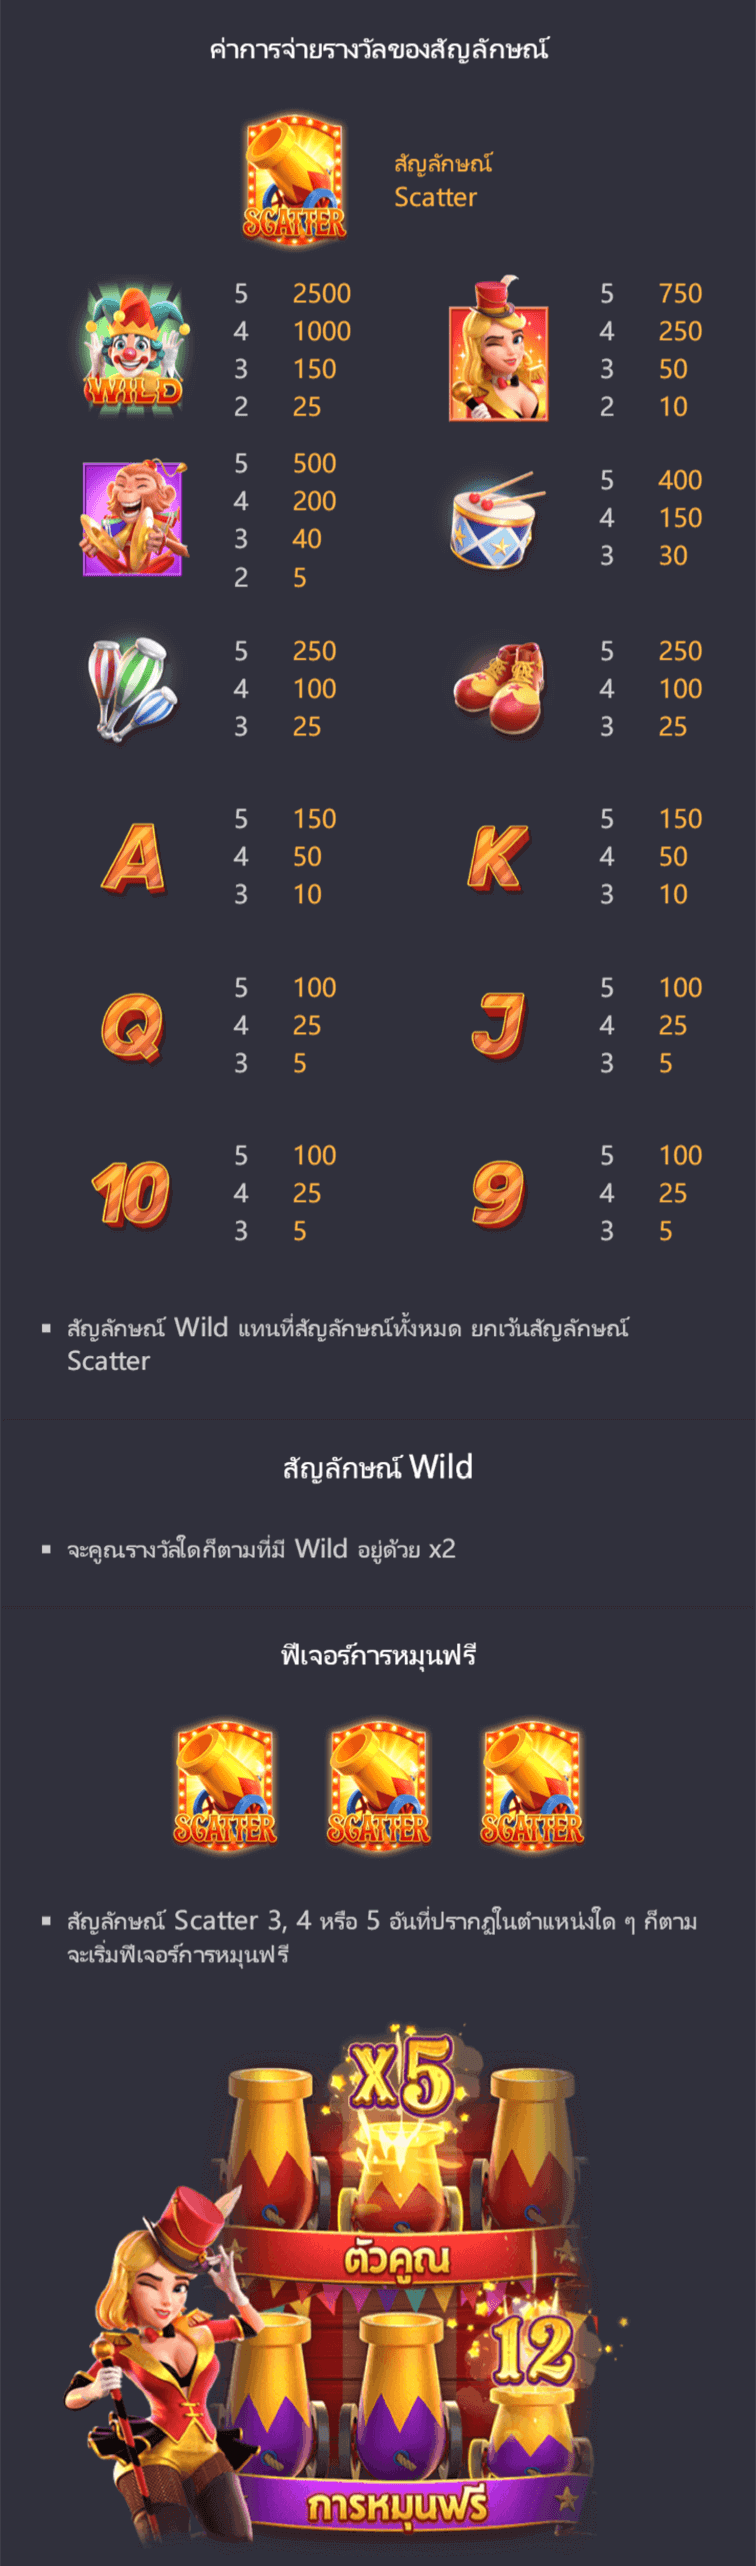 ค่าการจ่ายรางวัลของสัญลักษณ์
SCATTER
สัญลักษณ์
Scatter
WILD
5 2500
4 1000
3 150
2 25
5 750
4 250
3 50
2 10
5 500
4 200
3 40
2 5
5 400
4 150
3 30
5 250
4 100
3 25
5 250
4 100
3 25
A
5 150
4 50
3 10
K
5 150
4 50
3 10
Q
5 100
4 25
3 5
J
5 100
4 25
3 5
10
5 100
4 25
3 5
9
5 100
4 25
3 5
สัญลักษณ์ Wild แทนที่สัญลักษณ์ทั้งหมด ยกเว้นสัญลักษณ์
Scatter
สัญลักษณ์ Wild
จะคูณรางวัลใดก็ตามที่มี Wild อยู่ด้วย x2
ฟีเจอร์การหมุนฟรี
SCATTER SCATTER SCATTER
สัญลักษณ์ Scatter 3, 4 หรือ 5 อันที่ปรากฏในตำแหน่งใด ๆ ก็ตาม
จะเริ่มฟีเจอร์การหมุนฟรี
x5
ตัวคูณ
12
การหมุนฟรี